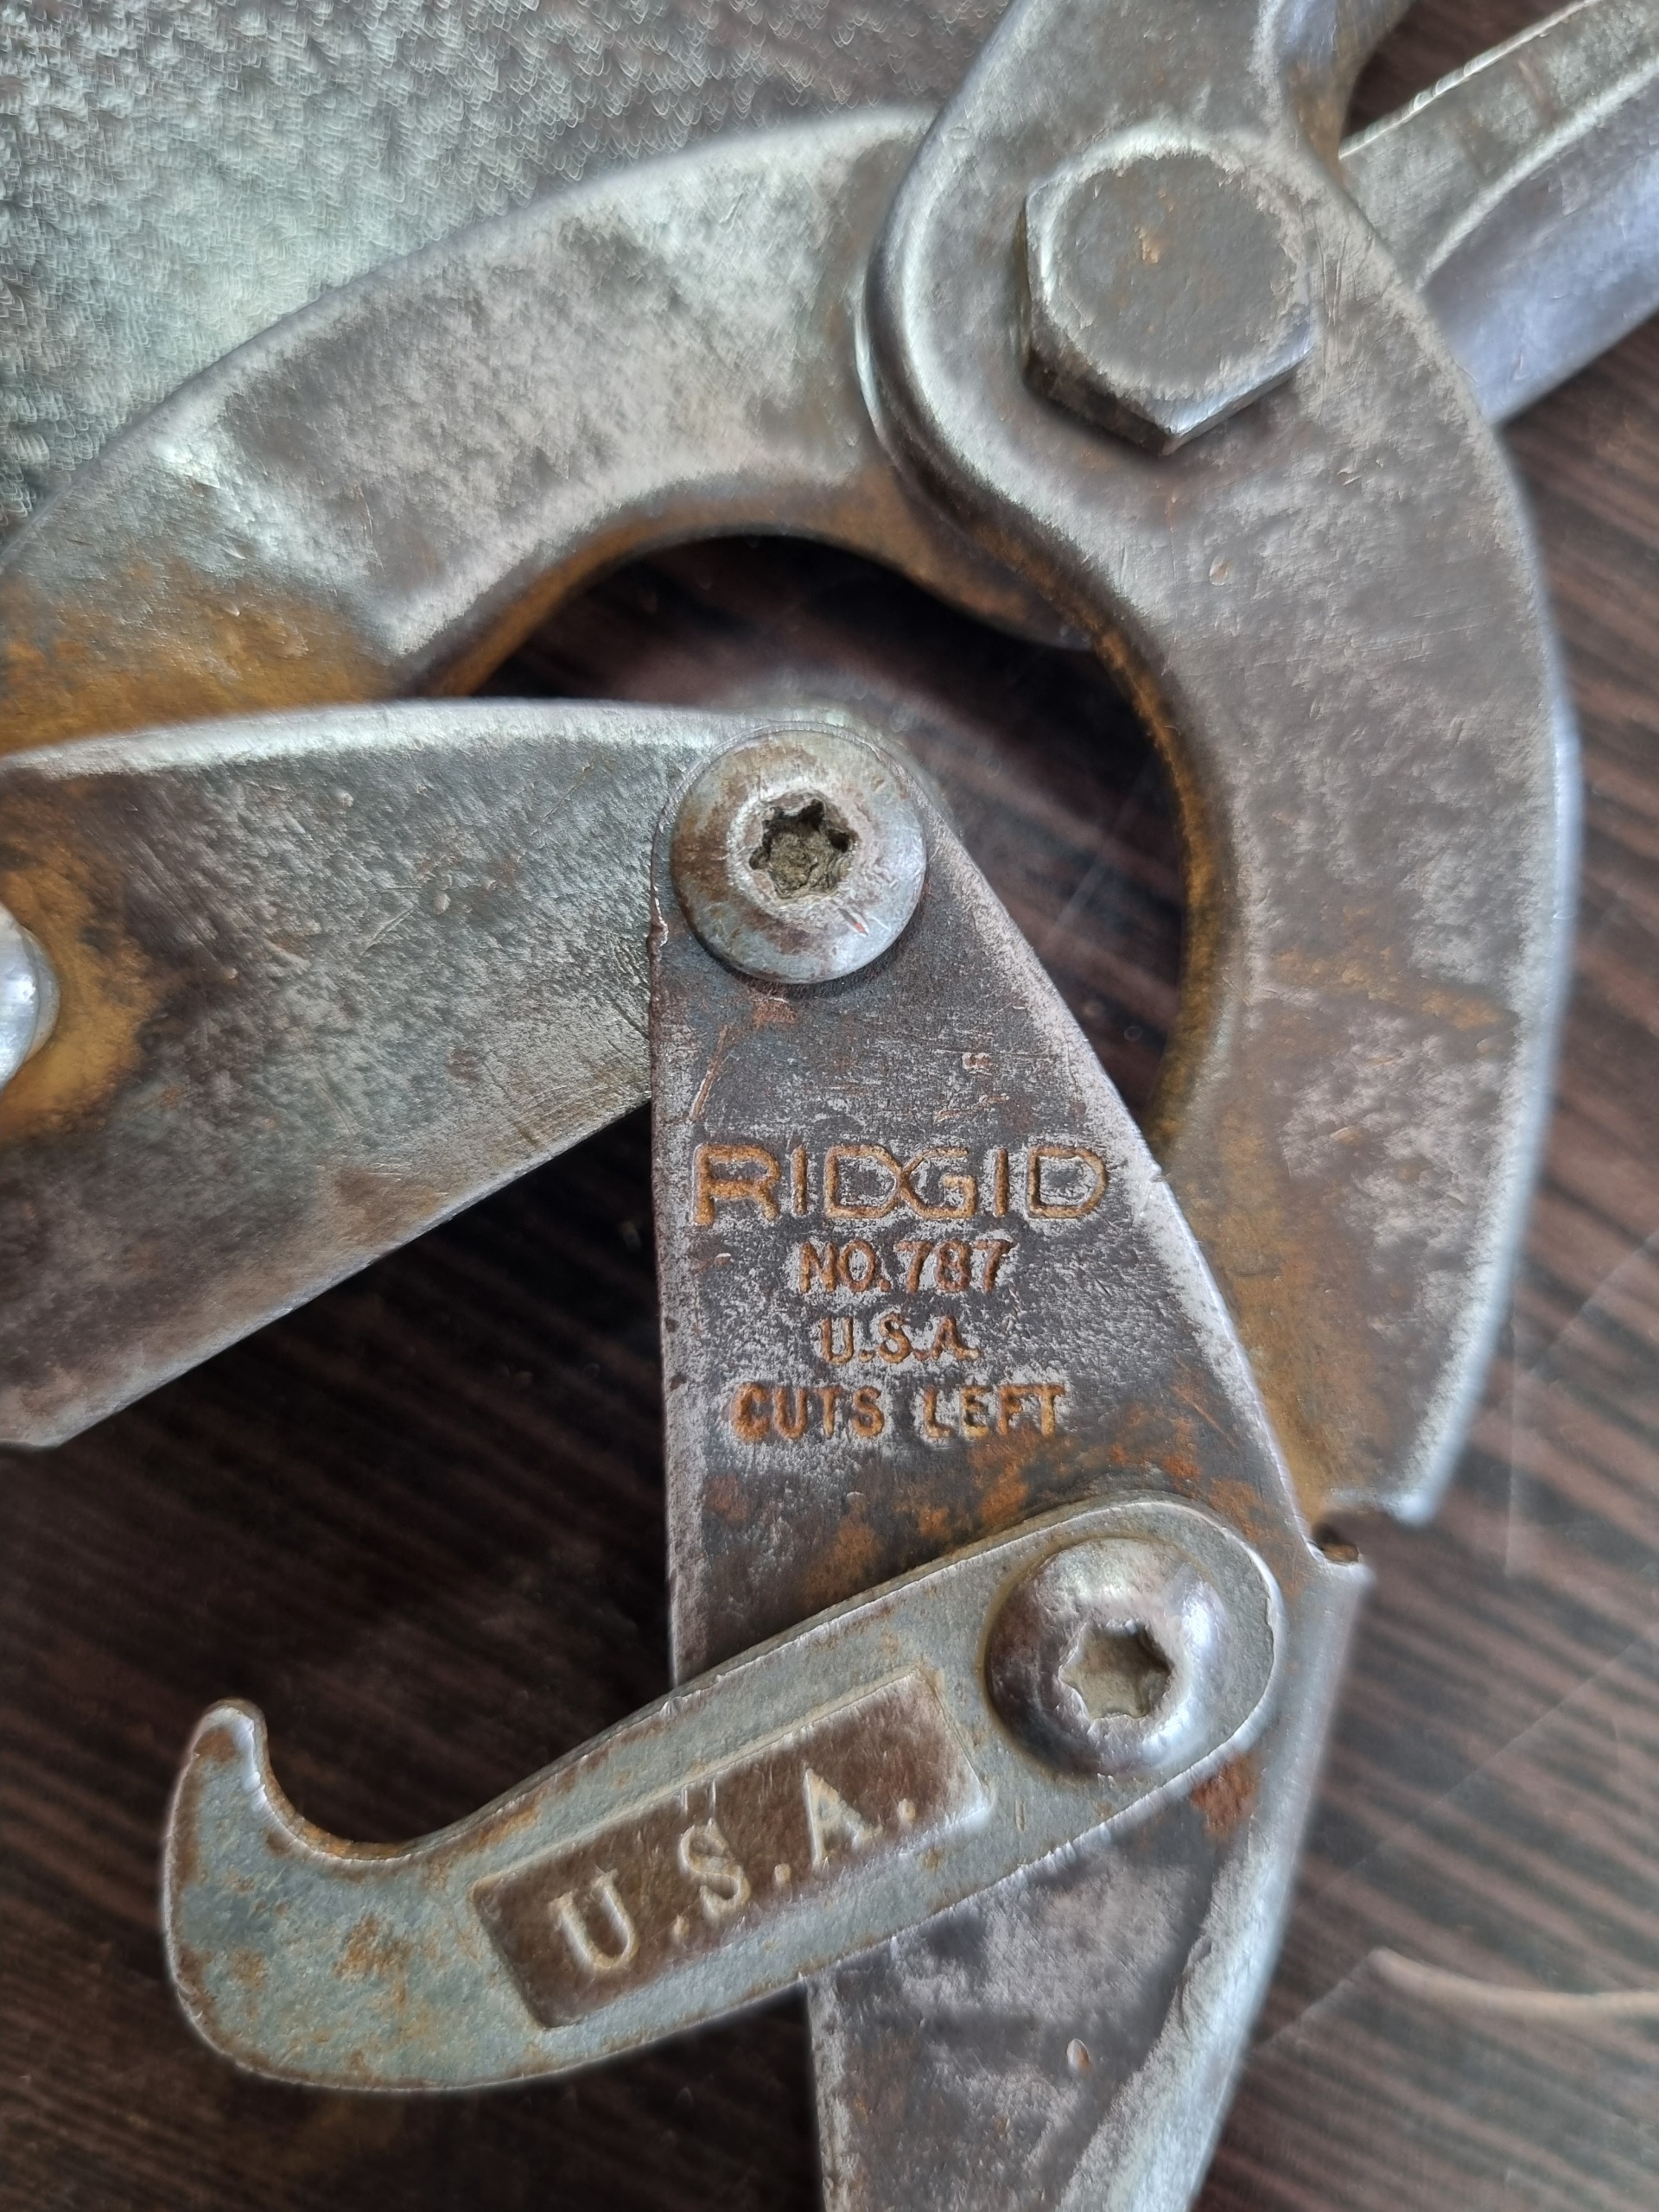 RIDGID
NO. 787
U.S.A.
CUTS LEFT
U.S.A.